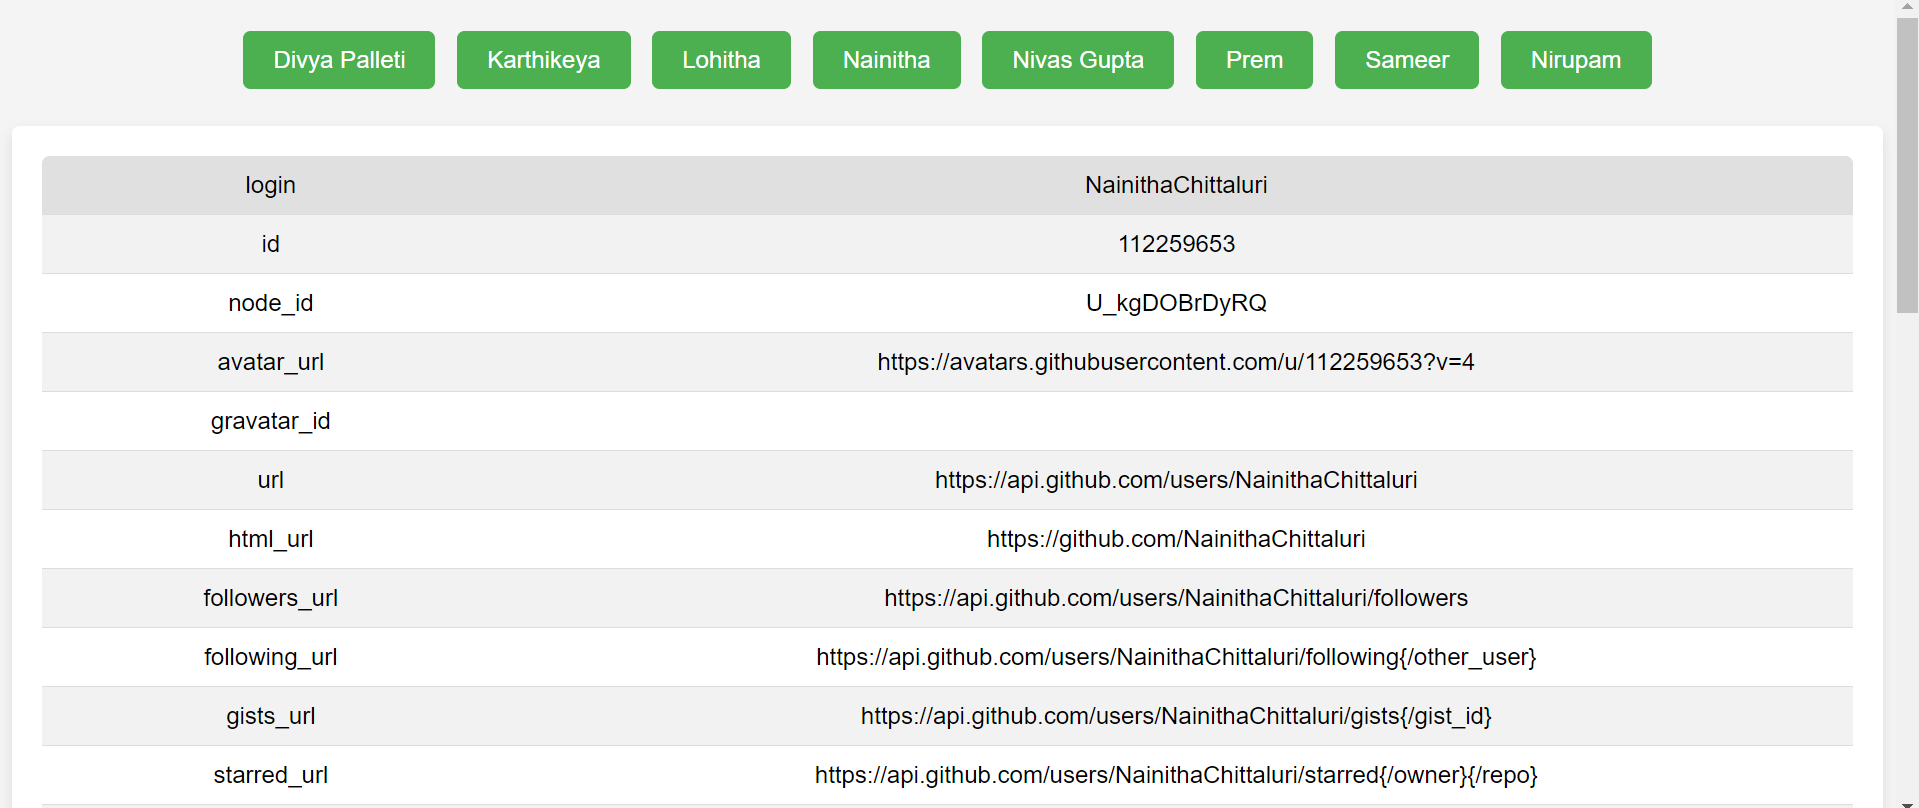 Divya Palleti Karthikeya Lohitha Nainitha Nivas Gupta Prem Sameer Nirupam
login NainithaChittaluri
id 112259653
node_id U_kgDOBrDyRQ
avatar_url https://avatars.githubusercontent.com/u/112259653?v=4
gravatar_id
url https://api.github.com/users/NainithaChittaluri
html_url https://github.com/NainithaChittaluri
followers_url https://api.github.com/users/NainithaChittaluri/followers
following_url https://api.github.com/users/NainithaChittaluri/following{/other_user}
gists_url https://api.github.com/users/NainithaChittaluri/gists{/gist_id}
starred_url https://api.github.com/users/NainithaChittaluri/starred{/owner}{/repo}